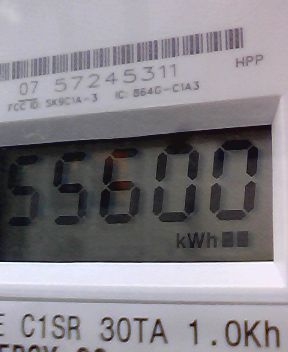 07 57245311 HPP
FCC ID: SK9C1A-3 IC: 864G-C1A3
55600
kWh
E C1SR 30TA 1.0Kh